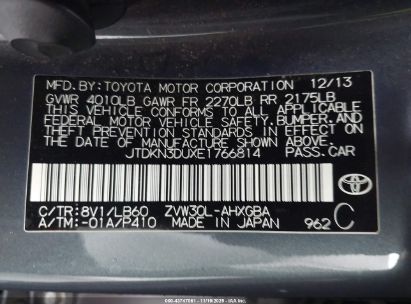 MFD.BY:TOYOTA MOTOR CORPORATION 12/13
GVWR 4010LB GAWR FR 2270LB RR 2175LB
THIS VEHICLE CONFORMS TO ALL APPLICABLE
FEDERAL MOTOR VEHICLE SAFETY,BUMPER,AND
THEFT PREVENTION STANDARDS IN EFFECT ON
THE DATE OF MANUFACTURE SHOWN ABOVE.
JTDKN3DUXE1766814 PASS.CAR
C/TR:8V1/LB60 ZVW30L-AHXGBA
A/TM:-01A/P410 MADE IN JAPAN 962 C
TOYOTA